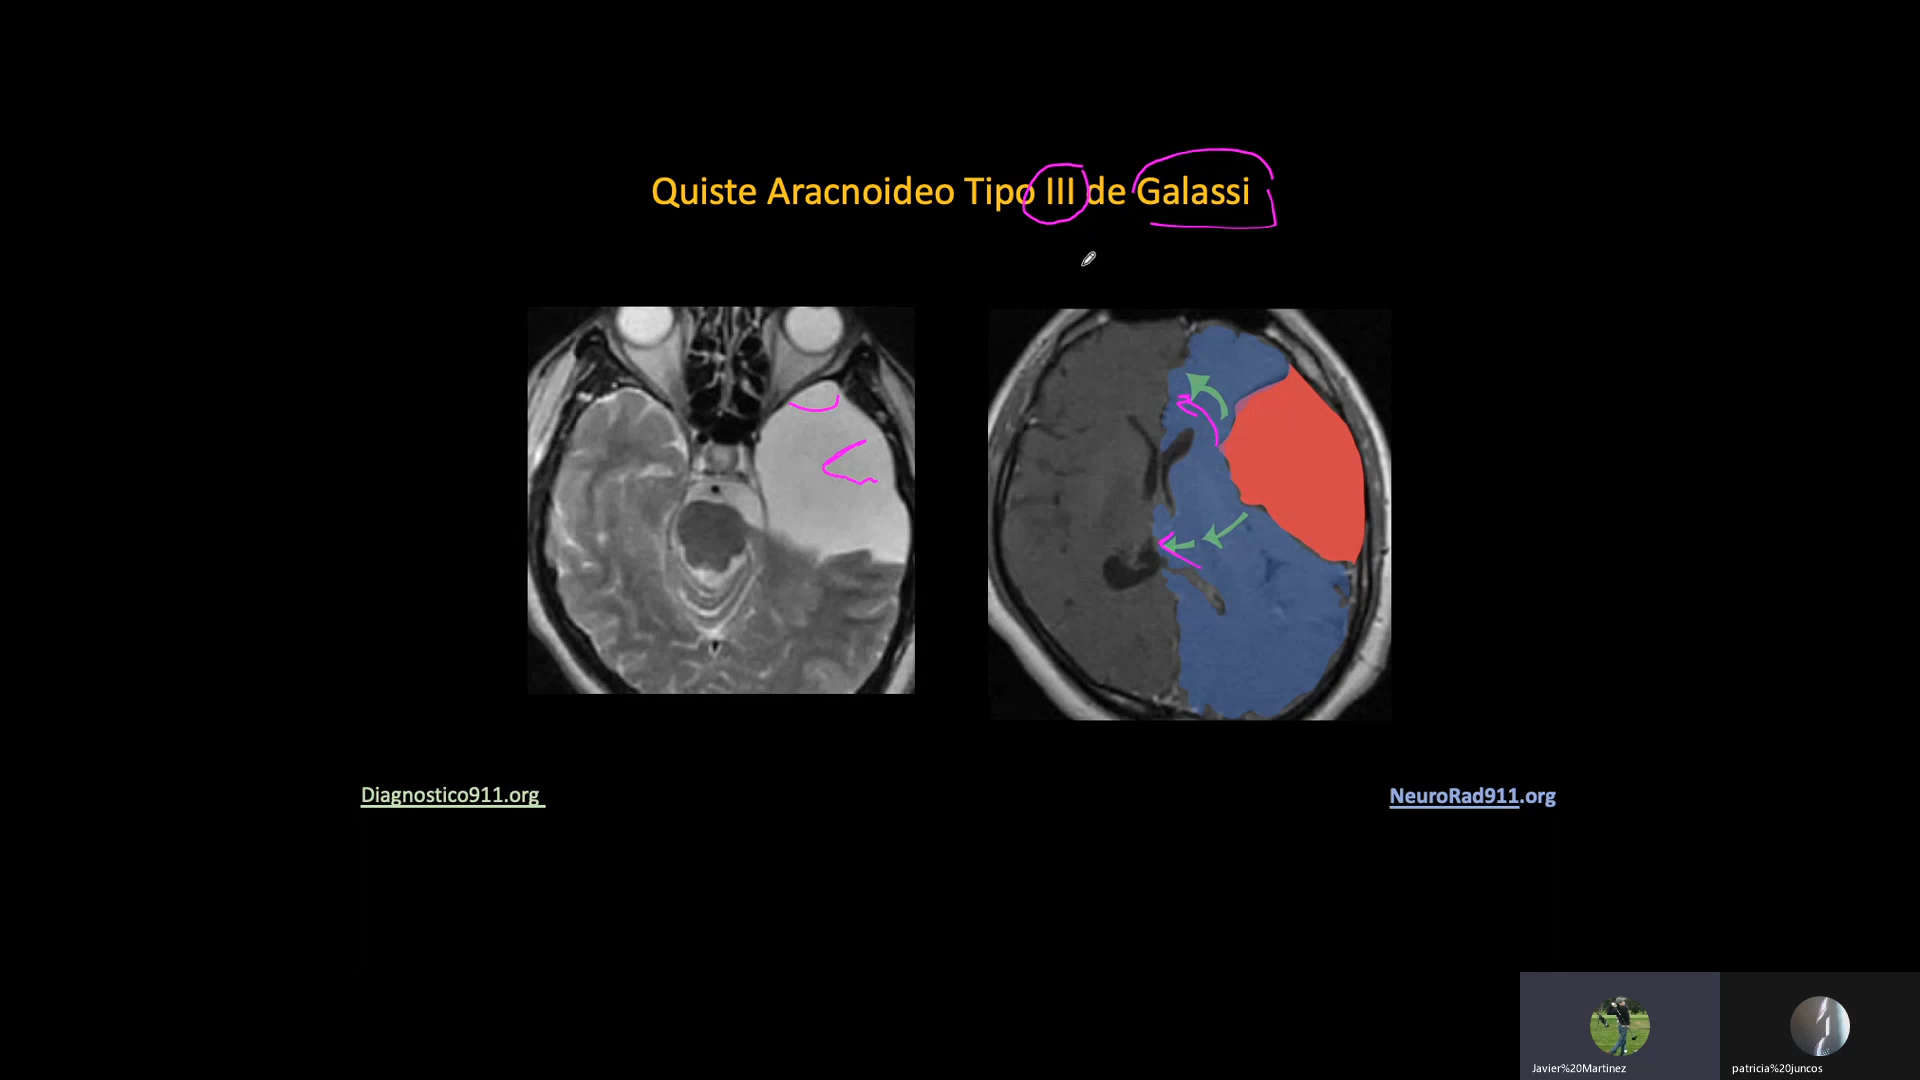 Quiste Aracnoideo Tipo III de Galassi
Diagnostico911.org
NeuroRad911.org
Javier%20Martinez
patricia%20juncos